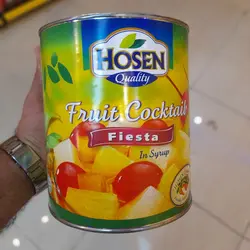 HOSEN
Quality
Fruit Cocktail
Fiesta
In Syrup